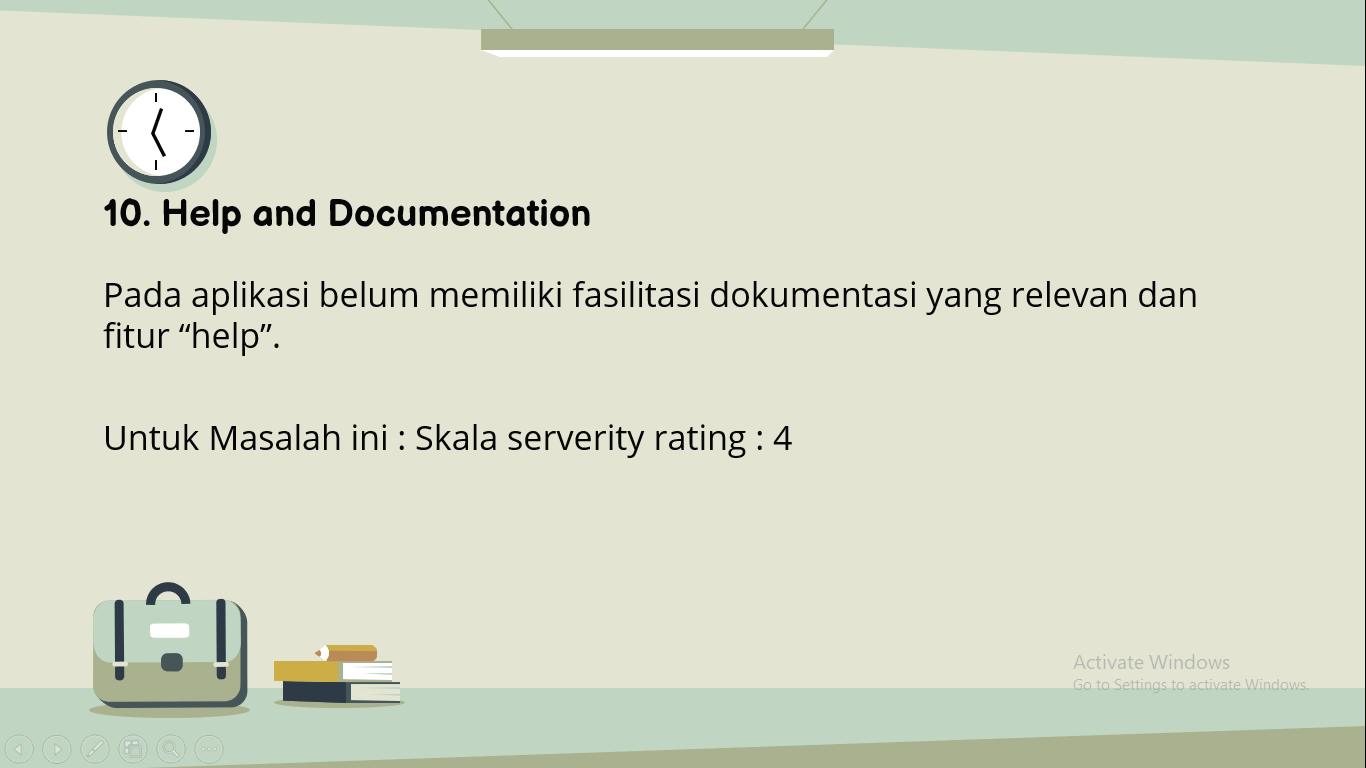 10. Help and Documentation
Pada aplikasi belum memiliki fasilitasi dokumentasi yang relevan dan
fitur “help”.
Untuk Masalah ini : Skala serverity rating : 4
Activate Windows
Go to Settings to activate Windows.